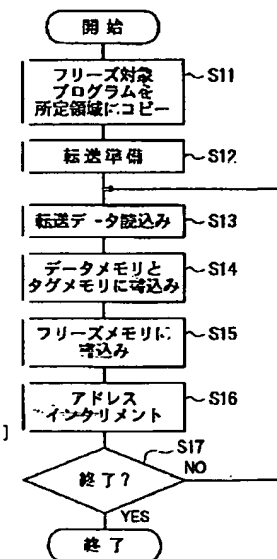 開始
フリーズ対象
プログラムを
所定領域にコピー
S11
転送準備
S12
転送データ読込み
S13
データメモリと
タグメモリに書込み
S14
フリーズメモリに
書込み
S15
アドレス
インタリメント
S16
]
S17
終了?
NO
YES
終了